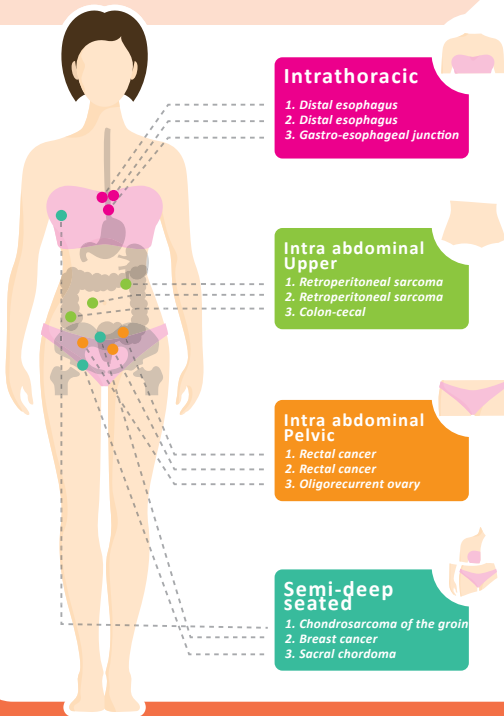 Intrathoracic
1. Distal esophagus
2. Distal esophagus
3. Gastro-esophageal junction
Intra abdominal
Upper
1. Retroperitoneal sarcoma
2. Retroperitoneal sarcoma
3. Colon-cecal
Intra abdominal
Pelvic
1. Rectal cancer
2. Rectal cancer
3. Oligorecurrent ovary
Semi-deep
seated
1. Chondrosarcoma of the groin
2. Breast cancer
3. Sacral chordoma